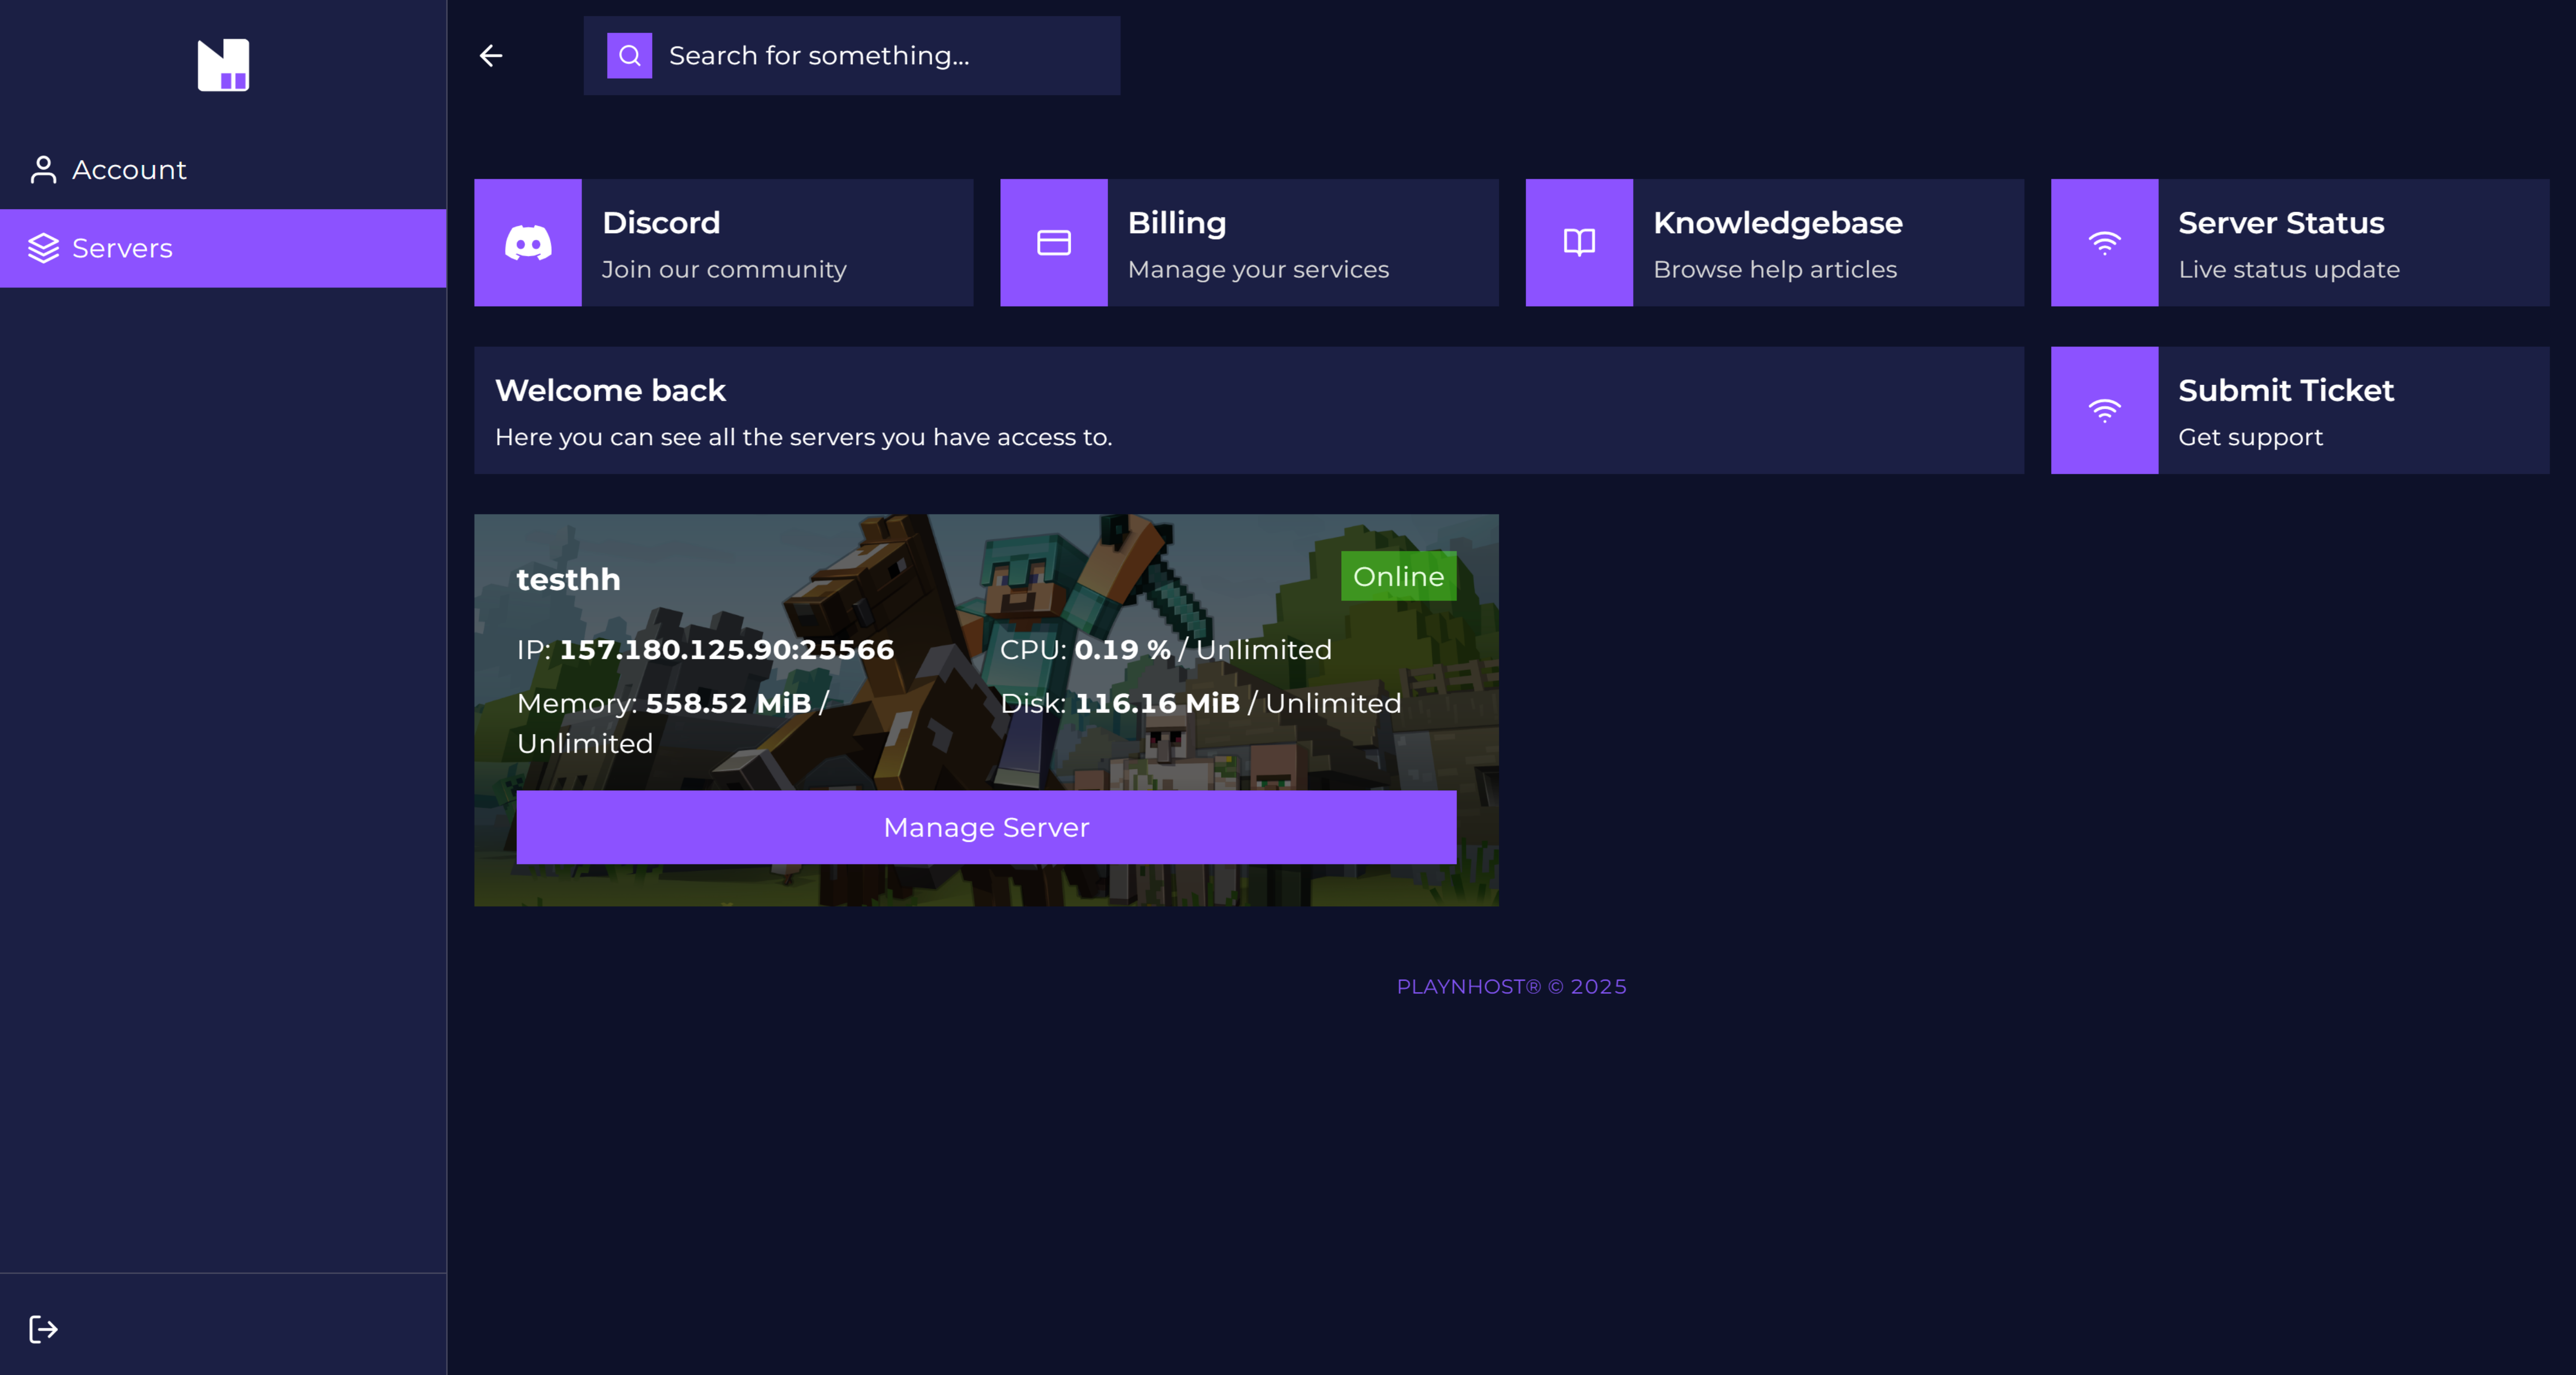 Search for something...
Account
Servers
Discord
Join our community
Billing
Manage your services
Knowledgebase
Browse help articles
Server Status
Live status update
Welcome back
Here you can see all the servers you have access to.
Submit Ticket
Get support
testhh
Online
IP: 157.180.125.90:25566
CPU: 0.19 % / Unlimited
Memory: 558.52 MiB /
Unlimited
Disk: 116.16 MiB / Unlimited
Manage Server
PLAYNHOST® © 2025